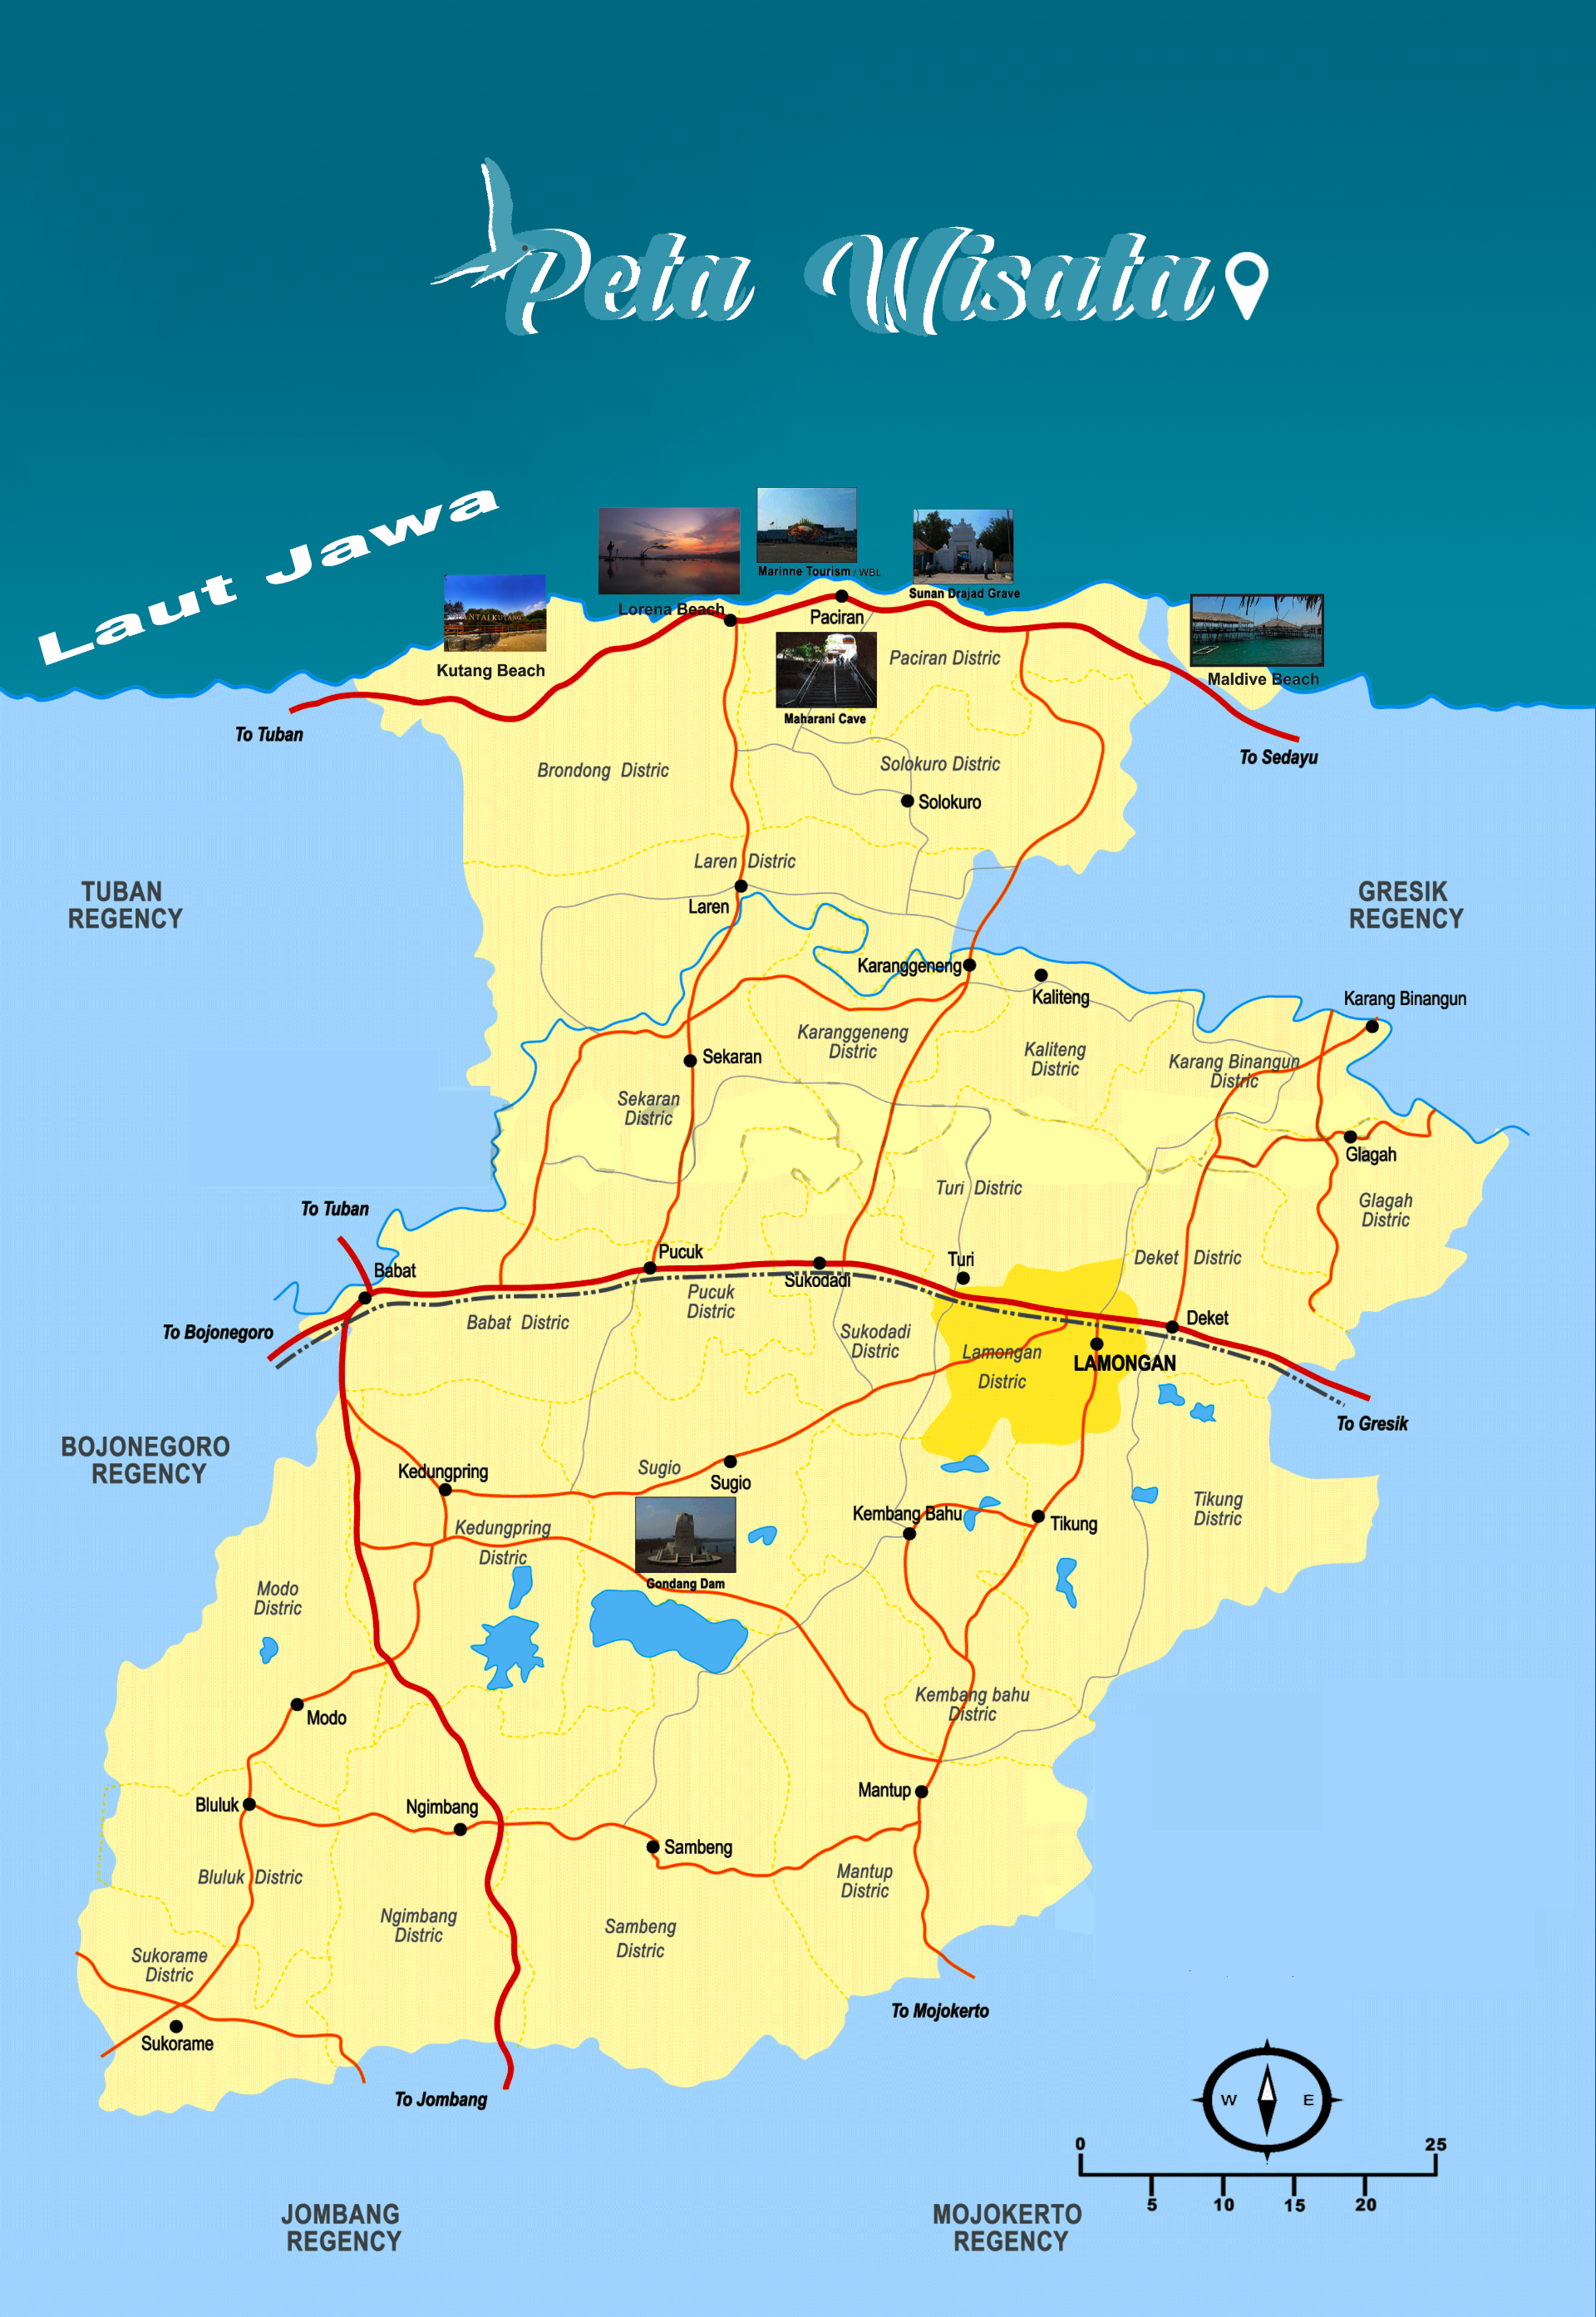 Peta Wisata
Laut Jawa
Marinne Tourism / WBL
Sunan Drajad Grave
Lorena Beach
Paciran
PANTAI KUTANG
Kutang Beach
Paciran Distric
Maldive Beach
Maharani Cave
To Tuban
To Sedayu
Brondong Distric
Solokuro Distric
Solokuro
Laren Distric
TUBAN
REGENCY
GRESIK
REGENCY
Laren
Karanggeneng
Kaliteng
Karang Binangun
Karanggeneng
Distric
Sekaran
Kaliteng
Distric
Karang Binangun
Distric
Sekaran
Distric
Glagah
Turi Distric
Glagah
Distric
To Tuban
Babat
Pucuk
Turi
Deket Distric
Sukodadi
Pucuk
Distric
Babat Distric
To Bojonegoro
Deket
Sukodadi
Distric
Lamongan
Distric
LAMONGAN
To Gresik
BOJONEGORO
REGENCY
Kedungpring
Sugio
Sugio
Kembang Bahu
Tikung
Tikung
Distric
Kedungpring
Distric
Gondang Dam
Modo
Distric
Modo
Kembang bahu
Distric
Mantup
Bluluk
Ngimbang
Sambeng
Bluluk Distric
Mantup
Distric
Ngimbang
Distric
Sambeng
Distric
Sukorame
Distric
Sukorame
To Mojokerto
To Jombang
W E
0 25
5 10 15 20
JOMBANG
REGENCY
MOJOKERTO
REGENCY